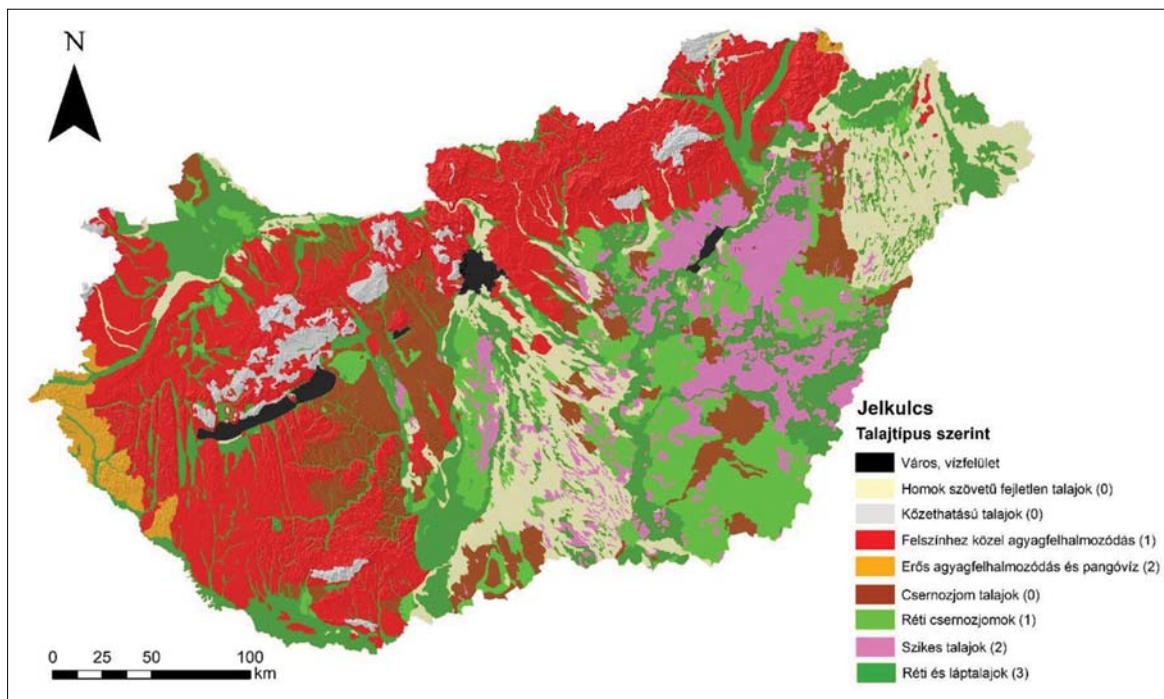 N
Jelkulcs
Talajtípus szerint
Város, vízfelület
Homok szövetű fejletlen talajok (0)
Kőzethatású talajok (0)
Felszínhez közel agyagfelhalmozódás (1)
Erős agyagfelhalmozódás és pangóvíz (2)
Csernozjom talajok (0)
Réti csernozjomok (1)
Szikes talajok (2)
Réti és láptalajok (3)
0 25 50 100
km